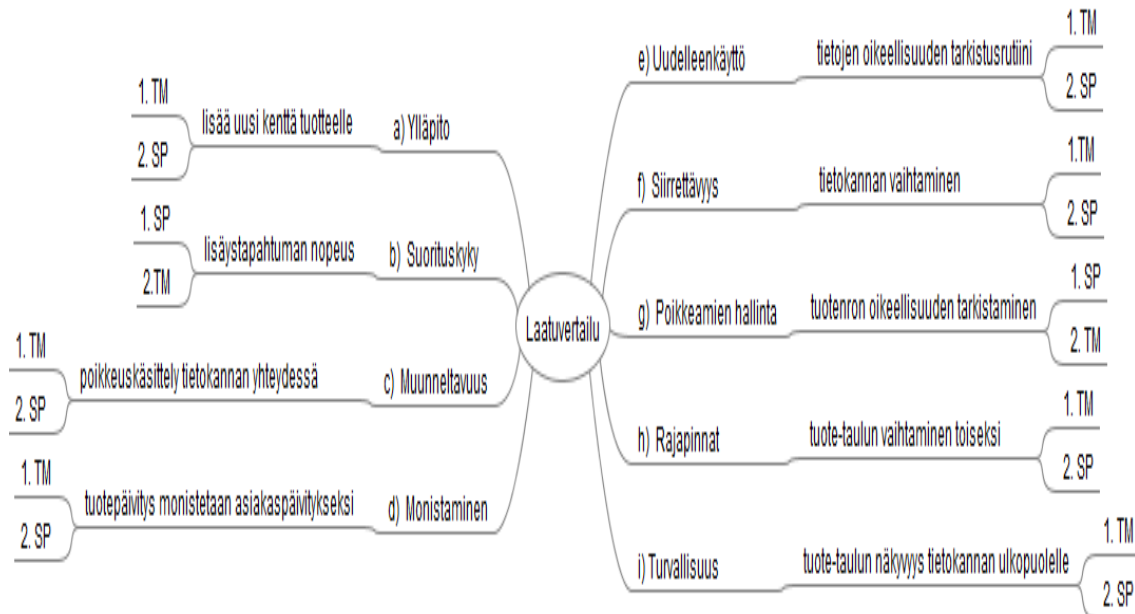 Laatuvertailu
a) Ylläpito
lisää uusi kenttä tuotteelle
1. TM
2. SP
b) Suorituskyky
lisäystapahtuman nopeus
1. SP
2.TM
c) Muunneltavuus
poikkeuskäsittely tietokannan yhteydessä
1. TM
2. SP
d) Monistaminen
tuotepäivitys monistetaan asiakaspäivitykseksi
1. TM
2. SP
e) Uudelleenkäyttö
tietojen oikeellisuuden tarkistusrutiini
1. TM
2. SP
f) Siirrettävyys
tietokannan vaihtaminen
1.TM
2. SP
g) Poikkeamien hallinta
tuotenron oikeellisuuden tarkistaminen
1. SP
2. TM
h) Rajapinnat
tuote-taulun vaihtaminen toiseksi
1. TM
2. SP
i) Turvallisuus
tuote-taulun näkyvyys tietokannan ulkopuolelle
1. TM
2. SP